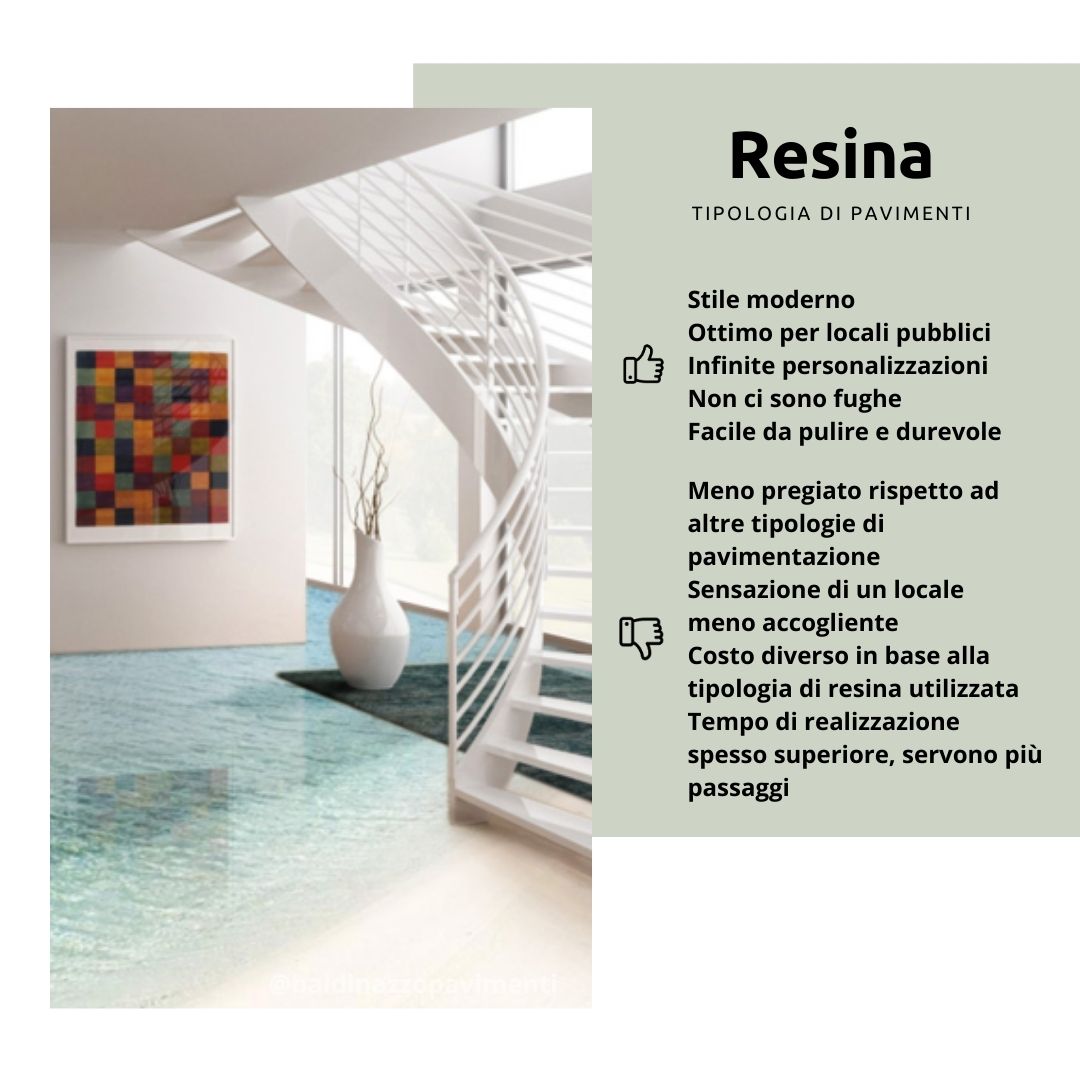 Resina
TIPOLOGIA DI PAVIMENTI
Stile moderno
Ottimo per locali pubblici
Infinite personalizzazioni
Non ci sono fughe
Facile da pulire e durevole
Meno pregiato rispetto ad
altre tipologie di
pavimentazione
Sensazione di un locale
meno accogliente
Costo diverso in base alla
tipologia di resina utilizzata
Tempo di realizzazione
spesso superiore, servono più
passaggi
@baldinazzopavimenti